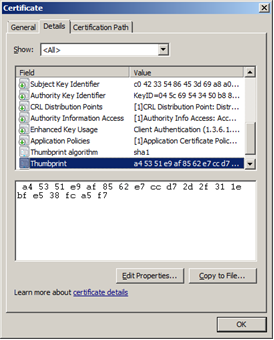 Certificate
General Details Certification Path
Show: <All>
Field Value
Subject Key Identifier c0 42 33 54 86 45 3d 69 a8 a0...
Authority Key Identifier KeyID=04 5c 69 54 34 50 b8 8...
CRL Distribution Points [1]CRL Distribution Point: Distr...
Authority Information Access [1]Authority Info Access: Acc...
Enhanced Key Usage Client Authentication (1.3.6.1...
Application Policies [1]Application Certificate Polic...
Thumbprint algorithm sha1
Thumbprint a4 53 51 e9 af 85 62 e7 cc d7 ...
a4 53 51 e9 af 85 62 e7 cc d7 2d 2f 31 1e
bf e5 38 fc a5 f7
Edit Properties... Copy to File...
Learn more about certificate details
OK